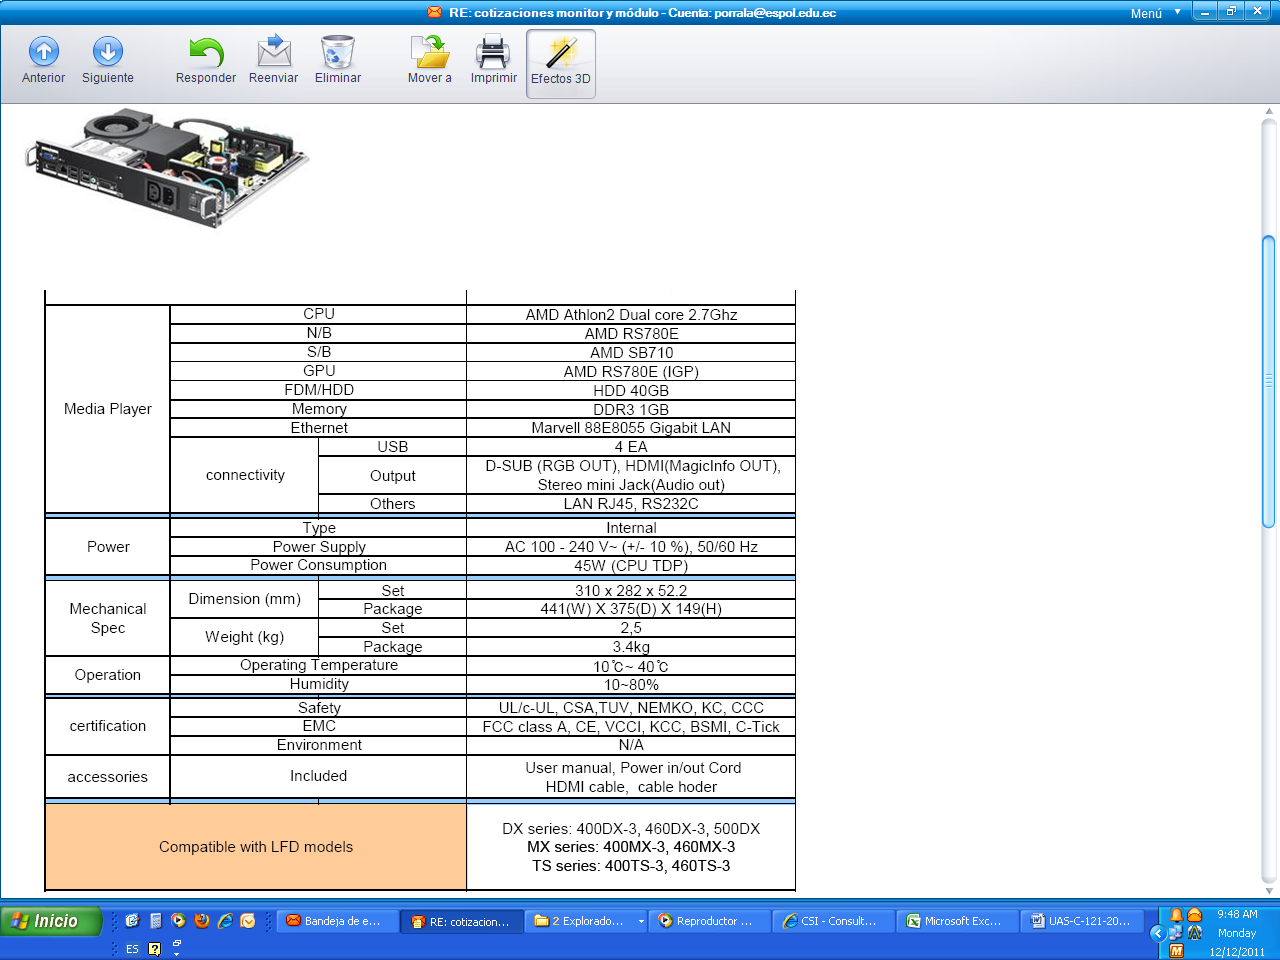 RE: cotizaciones monitor y módulo - Cuenta: porrala@espol.edu.ec
Menú
Anterior
Siguiente
Responder
Reenviar
Eliminar
Mover a
Imprimir
Efectos 3D
Media Player
CPU
AMD Athlon2 Dual core 2.7Ghz
N/B
AMD RS780E
S/B
AMD SB710
GPU
AMD RS780E (IGP)
FDM/HDD
HDD 40GB
Memory
DDR3 1GB
Ethernet
Marvell 88E8055 Gigabit LAN
connectivity
USB
4 EA
Output
D-SUB (RGB OUT), HDMI(MagicInfo OUT),
Stereo mini Jack(Audio out)
Others
LAN RJ45, RS232C
Power
Type
Internal
Power Supply
AC 100 - 240 V~ (+/- 10 %), 50/60 Hz
Power Consumption
45W (CPU TDP)
Mechanical
Spec
Dimension (mm)
Set
310 x 282 x 52.2
Package
441(W) X 375(D) X 149(H)
Weight (kg)
Set
2,5
Package
3.4kg
Operation
Operating Temperature
10℃~ 40℃
Humidity
10~80%
certification
Safety
UL/c-UL, CSA,TUV, NEMKO, KC, CCC
EMC
FCC class A, CE, VCCI, KCC, BSMI, C-Tick
Environment
N/A
accessories
Included
User manual, Power in/out Cord
HDMI cable, cable hoder
Compatible with LFD models
DX series: 400DX-3, 460DX-3, 500DX
MX series: 400MX-3, 460MX-3
TS series: 400TS-3, 460TS-3
Inicio
Bandeja de e...
RE: cotizacion...
2 Explorado...
Reproductor ...
CSI - Consult...
Microsoft Exc...
UAS-C-121-20...
9:48 AM
Monday
12/12/2011
ES